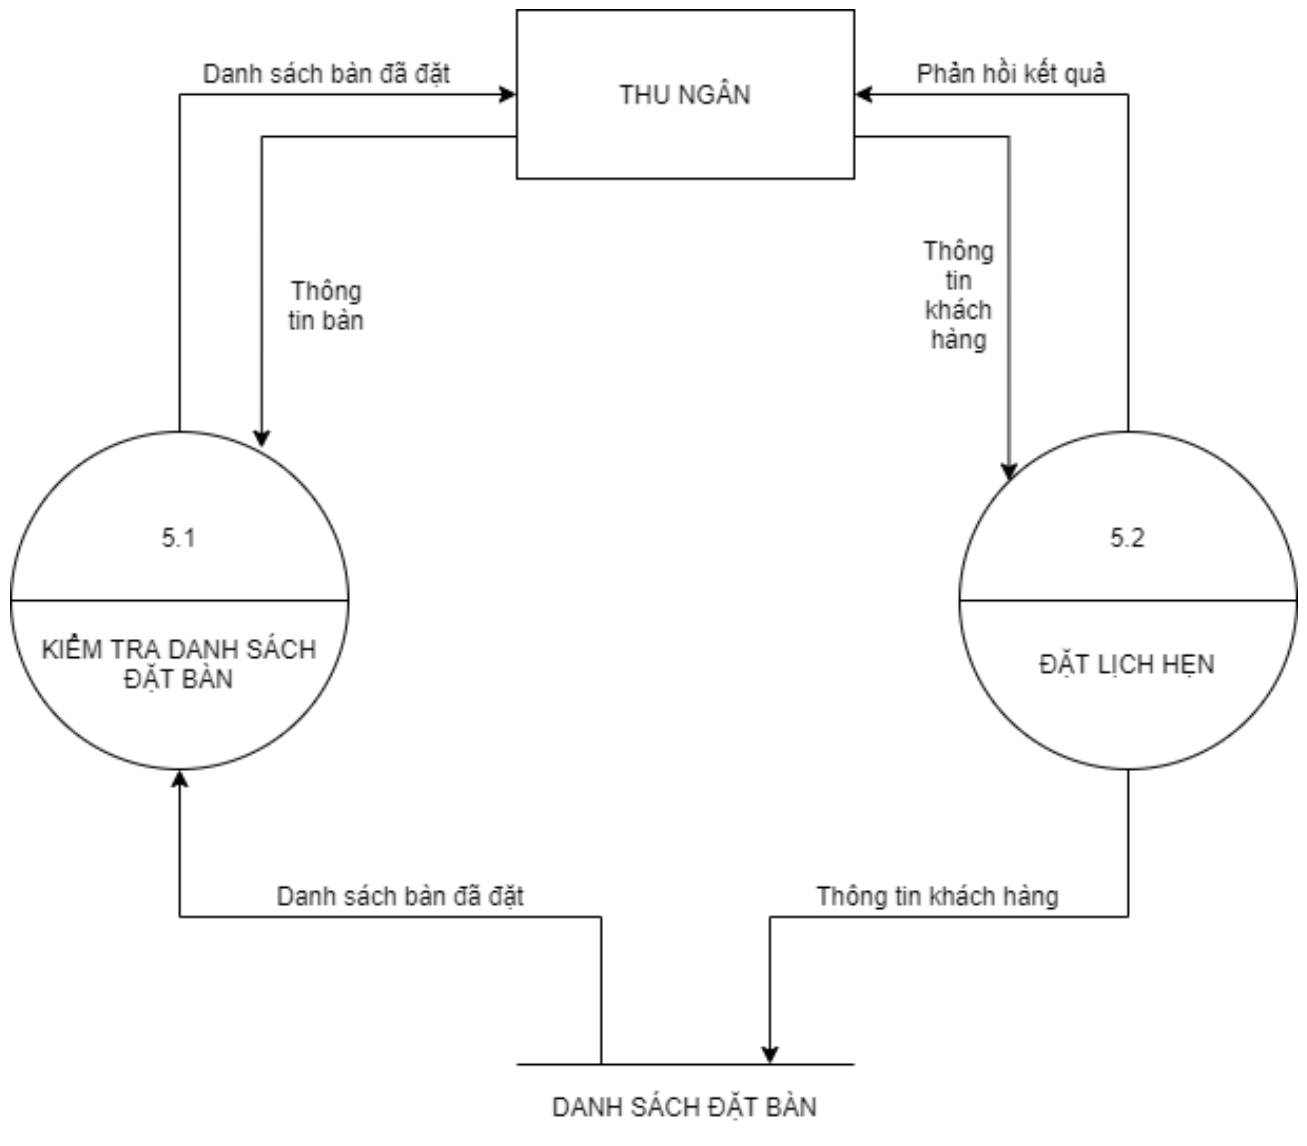 Danh sách bàn đã đặt
THU NGÂN
Phản hồi kết quả
Thông
tin bàn
Thông
tin
khách
hàng
5.1
KIỂM TRA DANH SÁCH
ĐẶT BÀN
5.2
ĐẶT LỊCH HẸN
Danh sách bàn đã đặt
Thông tin khách hàng
DANH SÁCH ĐẶT BÀN